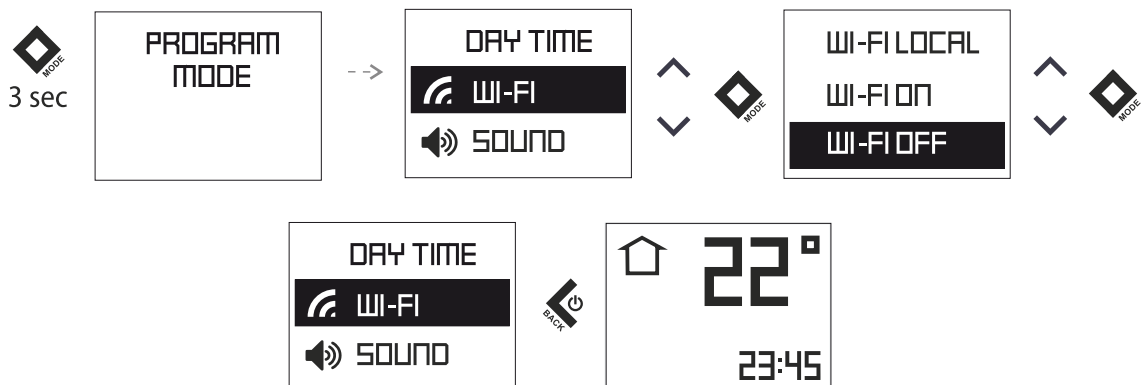 MODE
3 sec
PROGRAM
MODE
DAY TIME
WI-FI
SOUND
MODE
WI-FI LOCAL
WI-FI ON
WI-FI OFF
MODE
DAY TIME
WI-FI
SOUND
BACK
22°
23:45